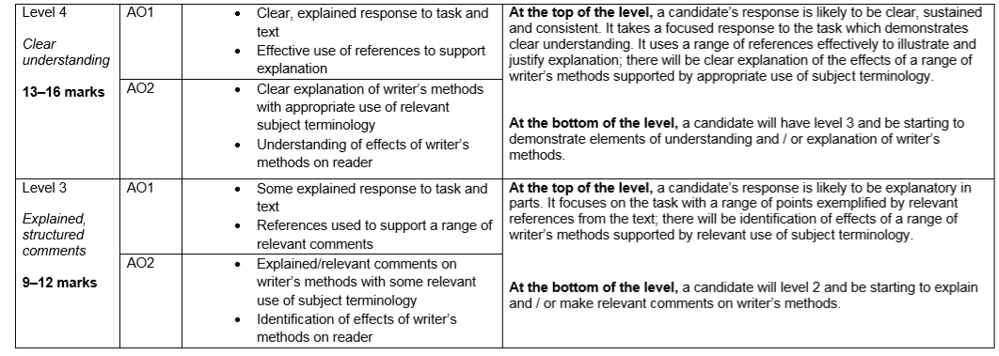 Level 4
Clear
understanding
13–16 marks
AO1
• Clear, explained response to task and
text
• Effective use of references to support
explanation
At the top of the level, a candidate's response is likely to be clear, sustained
and consistent. It takes a focused response to the task which demonstrates
clear understanding. It uses a range of references effectively to illustrate and
justify explanation; there will be clear explanation of the effects of a range of
writer's methods supported by appropriate use of subject terminology.
AO2
• Clear explanation of writer's methods
with appropriate use of relevant
subject terminology
• Understanding of effects of writer's
methods on reader
At the bottom of the level, a candidate will have level 3 and be starting to
demonstrate elements of understanding and / or explanation of writer's
methods.
Level 3
Explained,
structured
comments
9–12 marks
AO1
• Some explained response to task and
text
• References used to support a range of
relevant comments
At the top of the level, a candidate's response is likely to be explanatory in
parts. It focuses on the task with a range of points exemplified by relevant
references from the text; there will be identification of effects of a range of
writer's methods supported by relevant use of subject terminology.
AO2
• Explained/relevant comments on
writer's methods with some relevant
use of subject terminology
• Identification of effects of writer's
methods on reader
At the bottom of the level, a candidate will level 2 and be starting to explain
and / or make relevant comments on writer's methods.